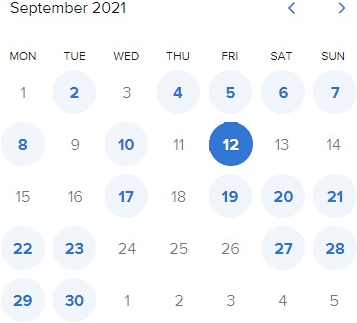 September 2021
MON TUE WED THU FRI SAT SUN
1 2 3 4 5 6 7
8 9 10 11 12 13 14
15 16 17 18 19 20 21
22 23 24 25 26 27 28
29 30 1 2 3 4 5